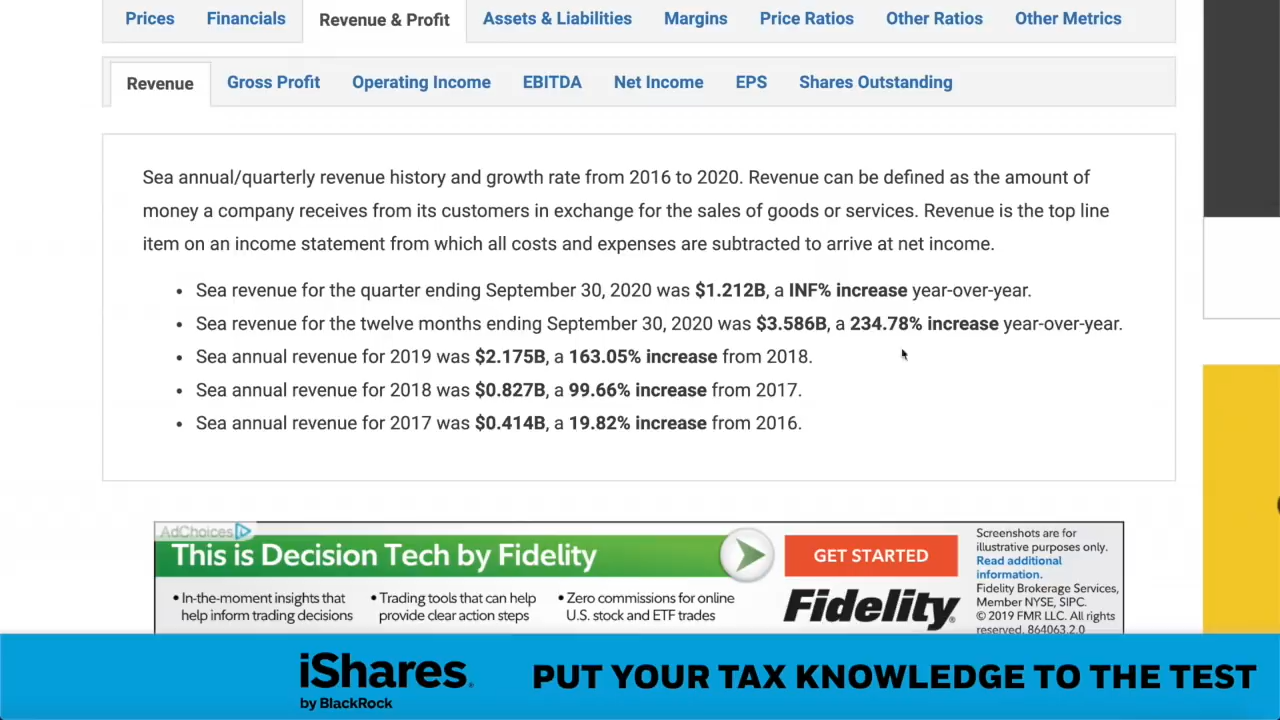 Prices Financials Revenue & Profit Assets & Liabilities Margins Price Ratios Other Ratios Other Metrics
Revenue Gross Profit Operating Income EBITDA Net Income EPS Shares Outstanding
Sea annual/quarterly revenue history and growth rate from 2016 to 2020. Revenue can be defined as the amount of
money a company receives from its customers in exchange for the sales of goods or services. Revenue is the top line
item on an income statement from which all costs and expenses are subtracted to arrive at net income.
• Sea revenue for the quarter ending September 30, 2020 was $1.212B, a INF% increase year-over-year.
• Sea revenue for the twelve months ending September 30, 2020 was $3.586B, a 234.78% increase year-over-year.
• Sea annual revenue for 2019 was $2.175B, a 163.05% increase from 2018.
• Sea annual revenue for 2018 was $0.827B, a 99.66% increase from 2017.
• Sea annual revenue for 2017 was $0.414B, a 19.82% increase from 2016.
AdChoices
This is Decision Tech by Fidelity
• In-the-moment insights that
help inform trading decisions
• Trading tools that can help
provide clear action steps
• Zero commissions for online
U.S. stock and ETF trades
GET STARTED
Fidelity
Screenshots are for
illustrative purposes only.
Read additional
information.
Fidelity Brokerage Services,
Member NYSE, SIPC.
© 2019 FMR LLC. All rights
reserved. 864063.2.0
iShares.
by BlackRock
PUT YOUR TAX KNOWLEDGE TO THE TEST